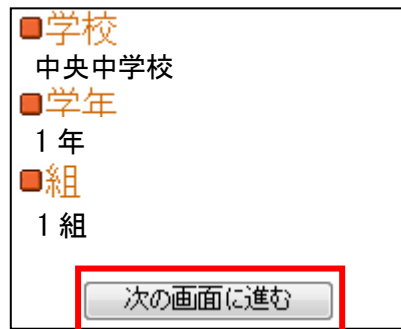 ■学校
中央中学校
■学年
1年
■組
1組
次の画面に進む